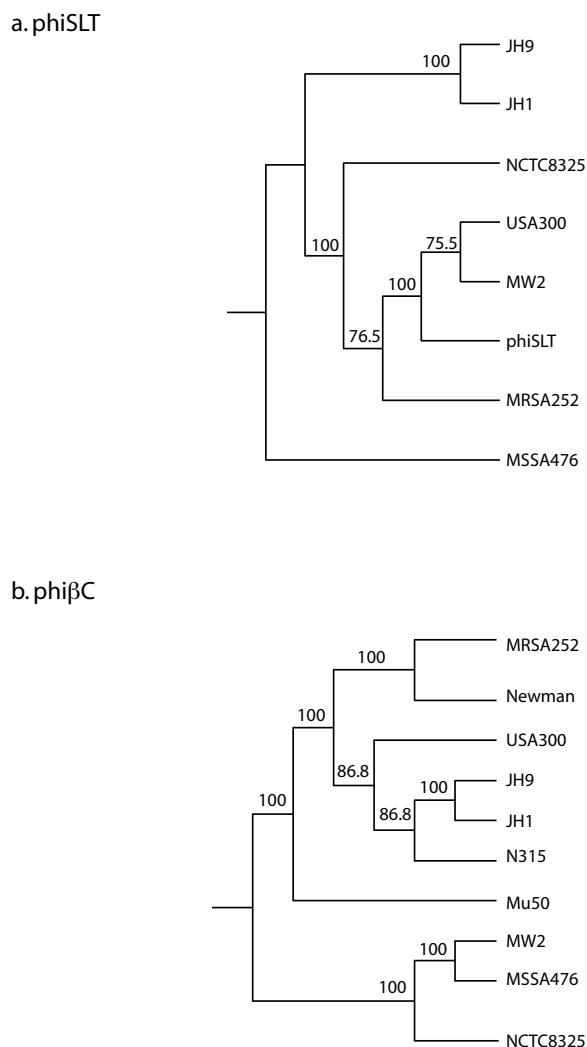 a. phiSLT
JH9
100
JH1
NCTC8325
USA300
75.5
MW2
100
100
phiSLT
76.5
MRSA252
MSSA476
b. phiβC
MRSA252
100
Newman
100
USA300
86.8
JH9
100
JH1
100
86.8
N315
Mu50
MW2
100
MSSA476
100
NCTC8325